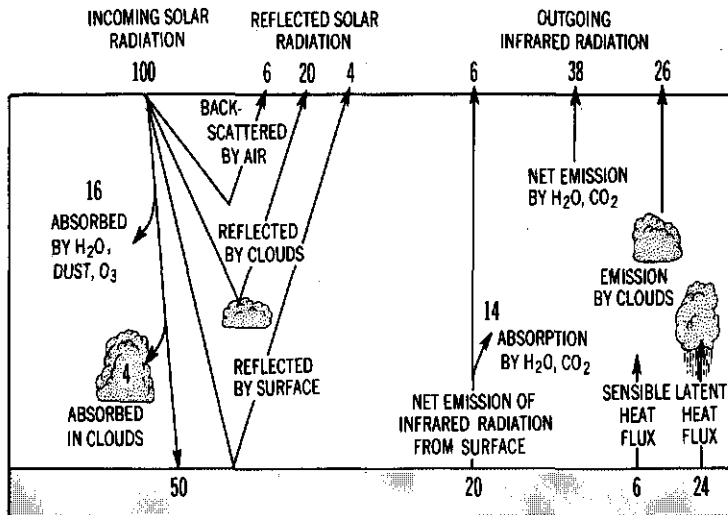 INCOMING SOLAR
RADIATION
100
REFLECTED SOLAR
RADIATION
6 20 4
OUTGOING
INFRARED RADIATION
6 38 26
BACK-
SCATTERED
BY AIR
16
ABSORBED
BY H2O,
DUST, O3
REFLECTED
BY CLOUDS
4
ABSORBED
IN CLOUDS
REFLECTED
BY SURFACE
50
NET EMISSION
BY H2O, CO2
EMISSION
BY CLOUDS
14
ABSORPTION
BY H2O, CO2
NET EMISSION OF
INFRARED RADIATION
FROM SURFACE
20
SENSIBLE
HEAT
FLUX
6
LATENT
HEAT
FLUX
24